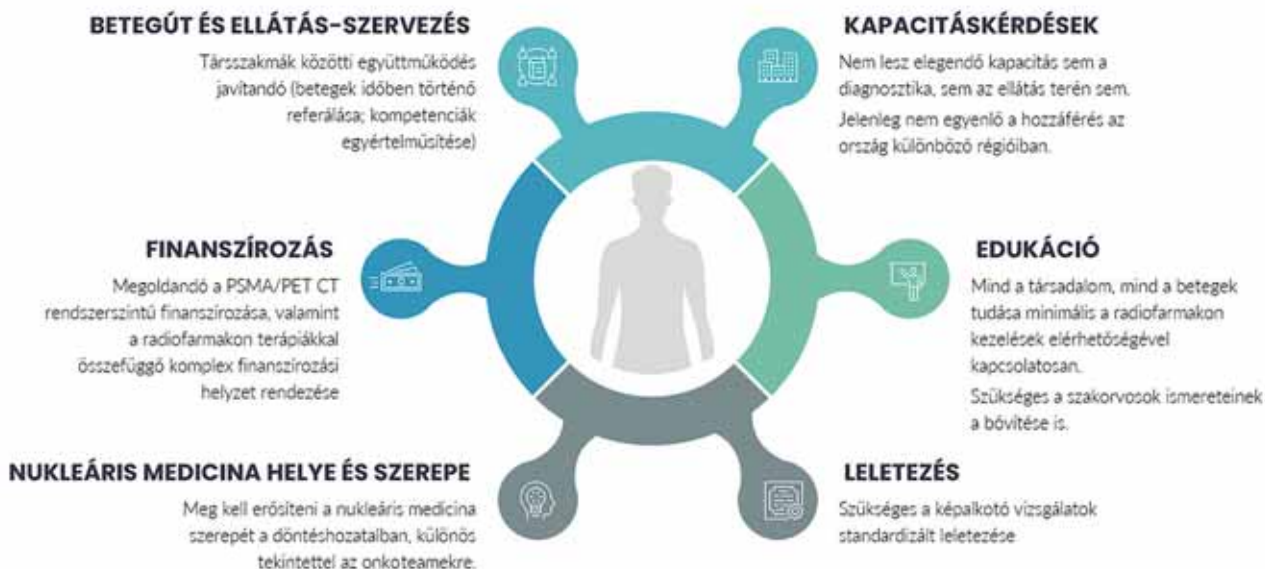 BETEGÚT ÉS ELLÁTÁS-SZERVEZÉS
Társszakmák közötti együttműködés
javítandó (betegek időben történő
referálása; kompetenciák
egyértelműsítése)
KAPACITÁSKÉRDÉSEK
Nem lesz elegendő kapacitás sem a
diagnosztika, sem az ellátás terén sem.
Jelenleg nem egyenlő a hozzáférés az
ország különböző régióiban.
FINANSZÍROZÁS
Megoldandó a PSMA/PET CT
rendszerszintű finanszírozása, valamint
a radiofarmakon terápiákkal
összefüggő komplex finanszírozási
helyzet rendezése
EDUKÁCIÓ
Mind a társadalom, mind a betegek
tudása minimális a radiofarmakon
kezelések elérhetőségével
kapcsolatosan.
Szükséges a szakorvosok ismereteinek
a bővítése is.
NUKLEÁRIS MEDICINA HELYE ÉS SZEREPE
Meg kell erősíteni a nukleáris medicina
szerepét a döntéshozatalban, különös
tekintettel az onkoteamekre.
LELETEZÉS
Szükséges a képalkotó vizsgálatok
standardizált leletezése